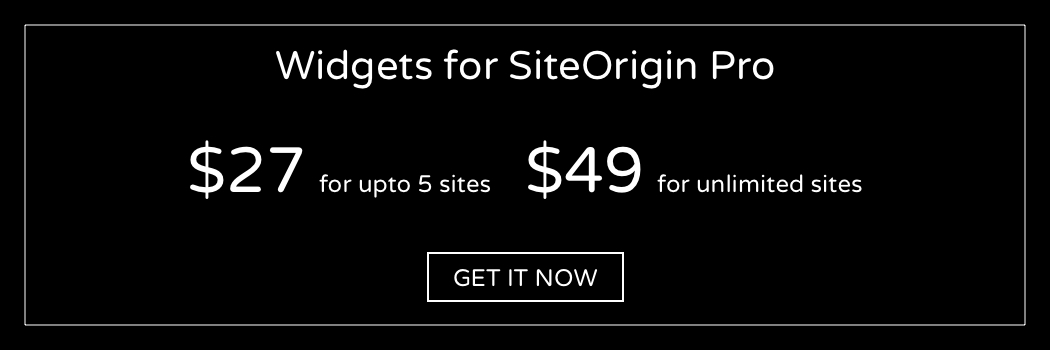 Widgets for SiteOrigin Pro
$27 for upto 5 sites $49 for unlimited sites
GET IT NOW